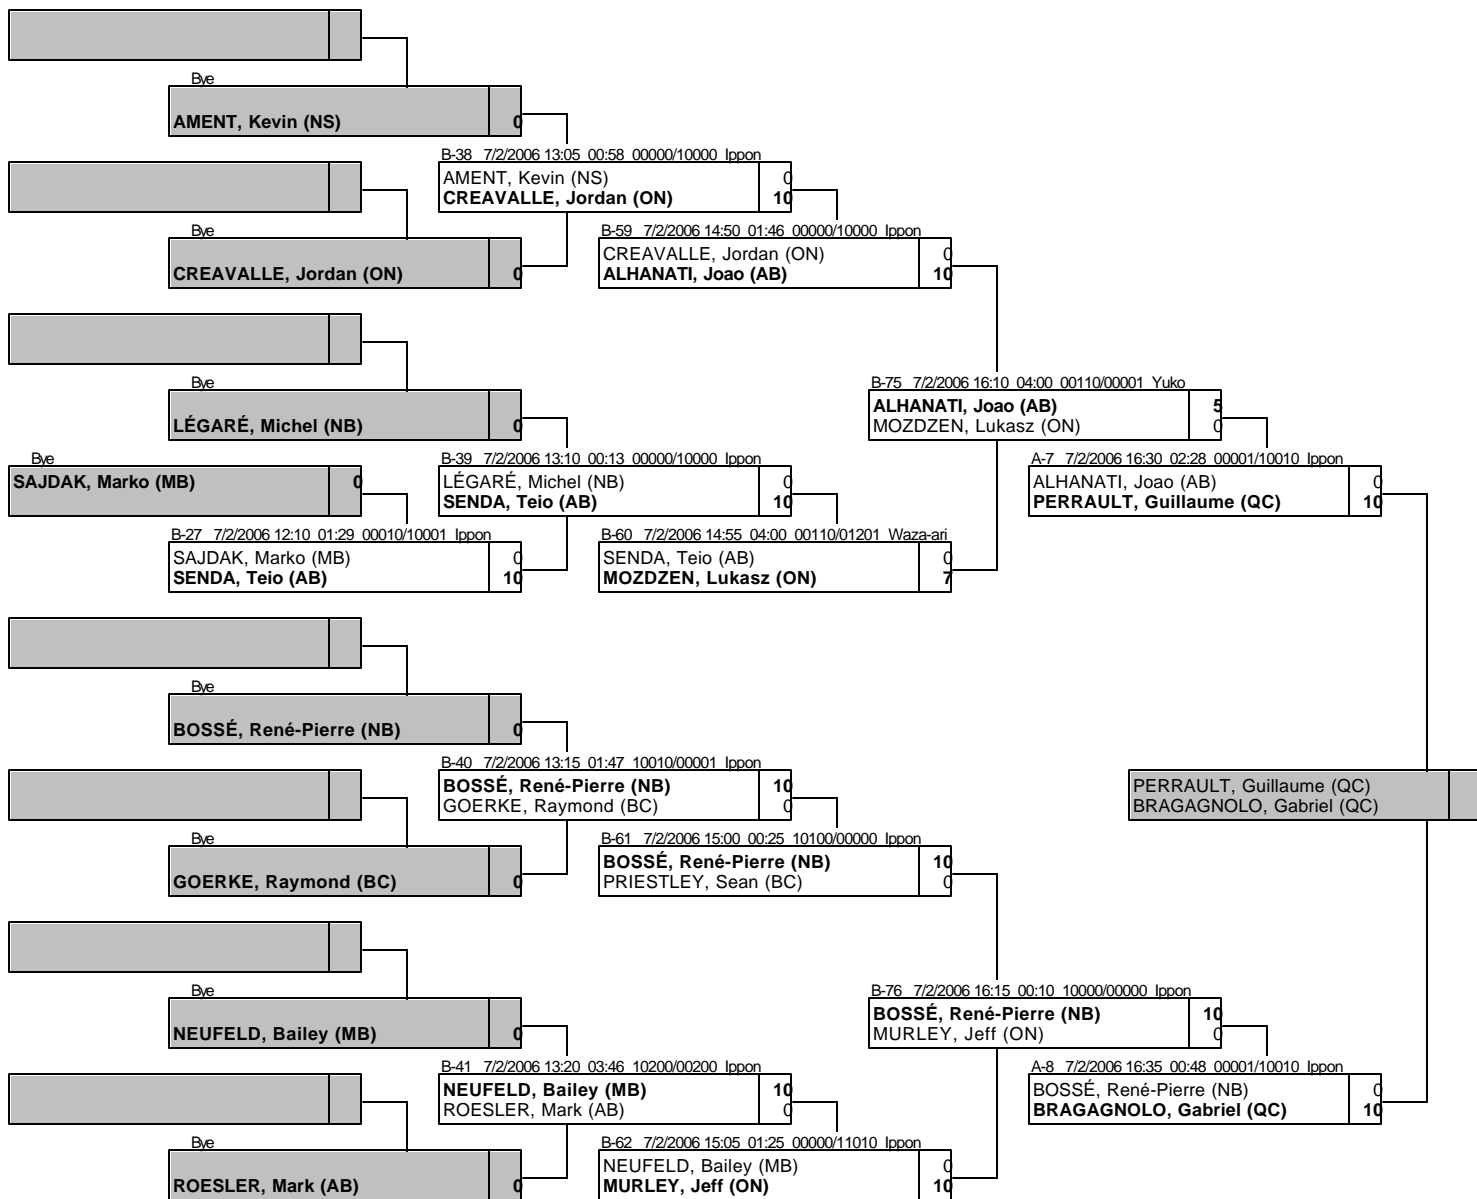 Bye
AMENT, Kevin (NS) 0
B-38 7/2/2006 13:05 00:58 00000/10000 Ippon
AMENT, Kevin (NS) 0
CREAVALLE, Jordan (ON) 10
Bye
CREAVALLE, Jordan (ON) 0
B-59 7/2/2006 14:50 01:46 00000/10000 Ippon
CREAVALLE, Jordan (ON) 0
ALHANATI, Joao (AB) 10
Bye
LÉGARÉ, Michel (NB) 0
B-75 7/2/2006 16:10 04:00 00110/00001 Yuko
ALHANATI, Joao (AB) 5
MOZDZEN, Lukasz (ON) 0
Bye
SAJDAK, Marko (MB) 0
B-39 7/2/2006 13:10 00:13 00000/10000 Ippon
LÉGARÉ, Michel (NB) 0
SENDA, Teio (AB) 10
A-7 7/2/2006 16:30 02:28 00001/10010 Ippon
ALHANATI, Joao (AB) 0
PERRAULT, Guillaume (QC) 10
B-27 7/2/2006 12:10 01:29 00010/10001 Ippon
SAJDAK, Marko (MB) 0
SENDA, Teio (AB) 10
B-60 7/2/2006 14:55 04:00 00110/01201 Waza-ari
SENDA, Teio (AB) 0
MOZDZEN, Lukasz (ON) 7
Bye
BOSSÉ, René-Pierre (NB) 0
B-40 7/2/2006 13:15 01:47 10010/00001 Ippon
BOSSÉ, René-Pierre (NB) 10
GOERKE, Raymond (BC) 0
PERRAULT, Guillaume (QC)
BRAGAGNOLO, Gabriel (QC)
Bye
GOERKE, Raymond (BC) 0
B-61 7/2/2006 15:00 00:25 10100/00000 Ippon
BOSSÉ, René-Pierre (NB) 10
PRIESTLEY, Sean (BC) 0
Bye
NEUFELD, Bailey (MB) 0
B-76 7/2/2006 16:15 00:10 10000/00000 Ippon
BOSSÉ, René-Pierre (NB) 10
MURLEY, Jeff (ON) 0
B-41 7/2/2006 13:20 03:46 10200/00200 Ippon
NEUFELD, Bailey (MB) 10
ROESLER, Mark (AB) 0
A-8 7/2/2006 16:35 00:48 00001/10010 Ippon
BOSSÉ, René-Pierre (NB) 0
BRAGAGNOLO, Gabriel (QC) 10
Bye
ROESLER, Mark (AB) 0
B-62 7/2/2006 15:05 01:25 00000/11010 Ippon
NEUFELD, Bailey (MB) 0
MURLEY, Jeff (ON) 10